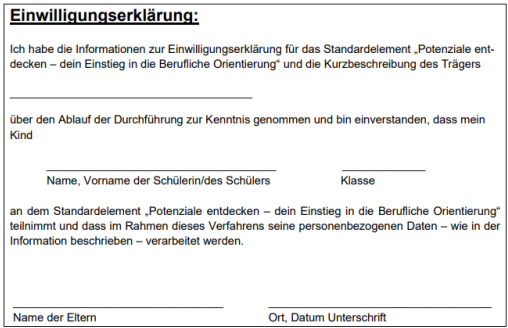 Einwilligungserklärung:
Ich habe die Informationen zur Einwilligungserklärung für das Standardelement „Potenziale ent-
decken – dein Einstieg in die Berufliche Orientierung“ und die Kurzbeschreibung des Trägers
über den Ablauf der Durchführung zur Kenntnis genommen und bin einverstanden, dass mein
Kind
Name, Vorname der Schülerin/des Schülers Klasse
an dem Standardelement „Potenziale entdecken – dein Einstieg in die Berufliche Orientierung“
teilnimmt und dass im Rahmen dieses Verfahrens seine personenbezogenen Daten – wie in der
Information beschrieben – verarbeitet werden.
Name der Eltern Ort, Datum Unterschrift